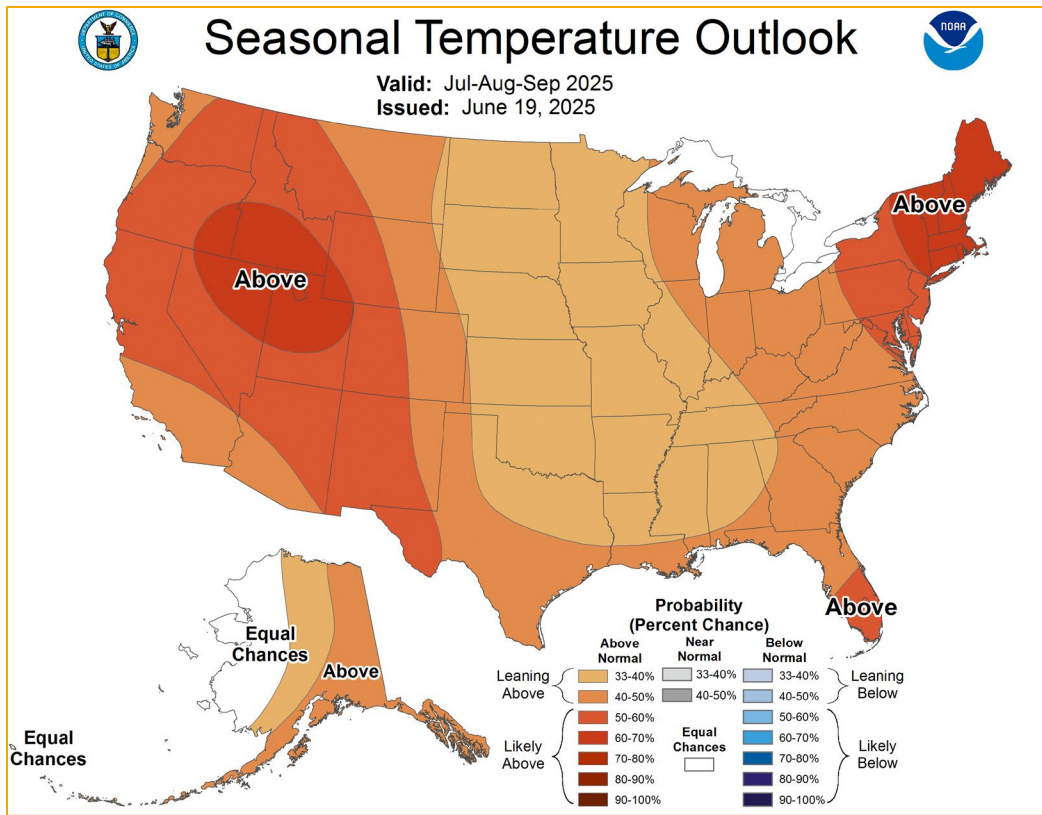 Seasonal Temperature Outlook
NOAA
Valid: Jul-Aug-Sep 2025
Issued: June 19, 2025
Above
Above
Above
Equal
Chances
Above
Equal
Chances
Probability
(Percent Chance)
Above
Normal
Near
Normal
Below
Normal
Leaning
Above
33-40%
40-50%
33-40%
40-50%
33-40%
40-50%
Leaning
Below
Likely
Above
50-60%
60-70%
70-80%
80-90%
90-100%
Equal
Chances
50-60%
60-70%
70-80%
80-90%
90-100%
Likely
Below